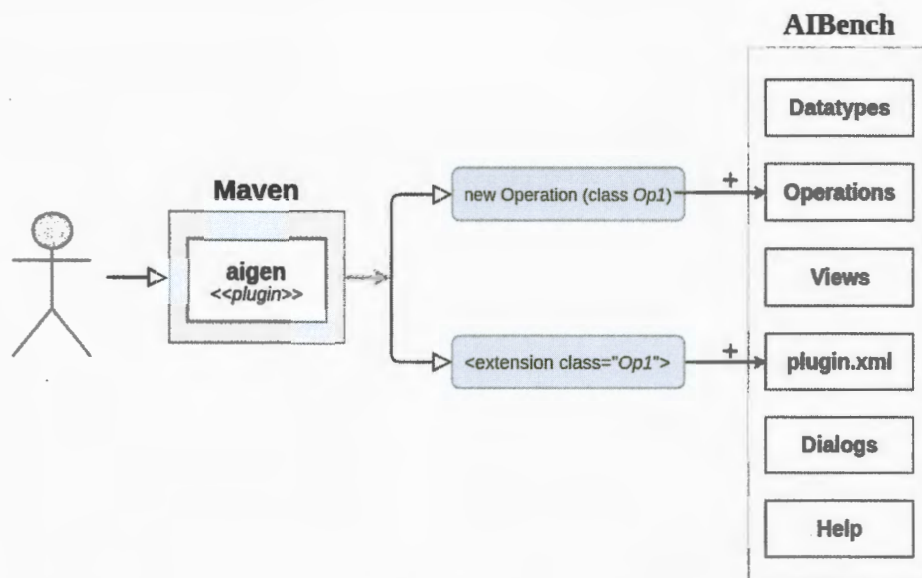 AIBench
Datatypes
Maven
new Operation (class Op1)
+
Operations
aigen
<<plugin>>
Views
<extension class="Op1">
+
plugin.xml
Dialogs
Help